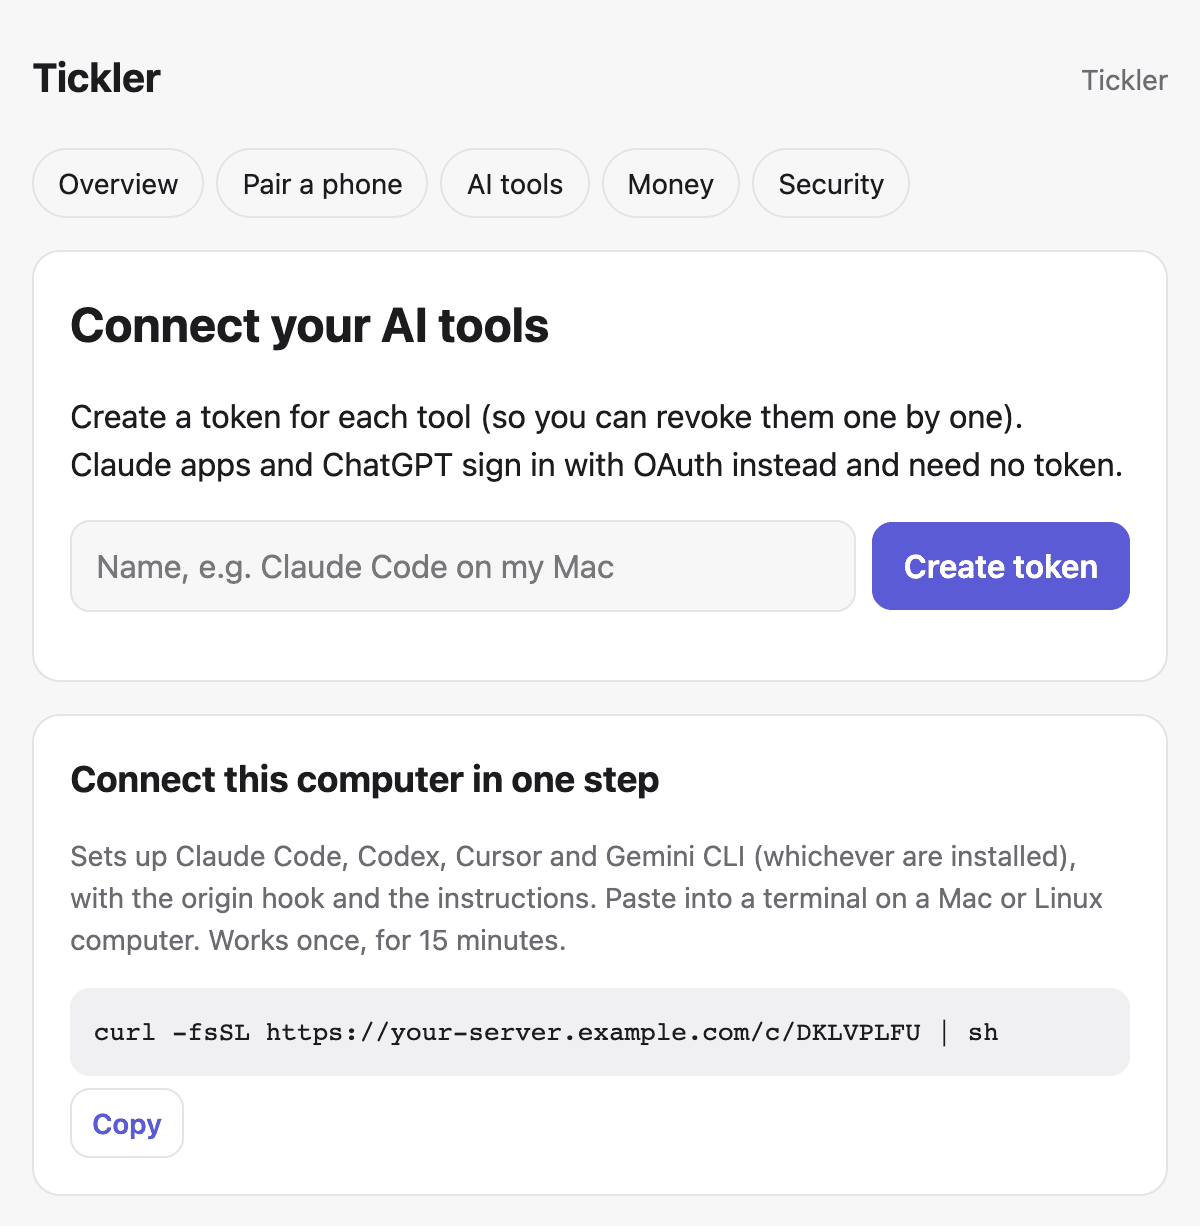 Tickler
Tickler
Overview
Pair a phone
AI tools
Money
Security
Connect your AI tools
Create a token for each tool (so you can revoke them one by one).
Claude apps and ChatGPT sign in with OAuth instead and need no token.
Name, e.g. Claude Code on my Mac
Create token
Connect this computer in one step
Sets up Claude Code, Codex, Cursor and Gemini CLI (whichever are installed),
with the origin hook and the instructions. Paste into a terminal on a Mac or Linux
computer. Works once, for 15 minutes.
curl -fsSL https://your-server.example.com/c/DKLVPLFU | sh
Copy